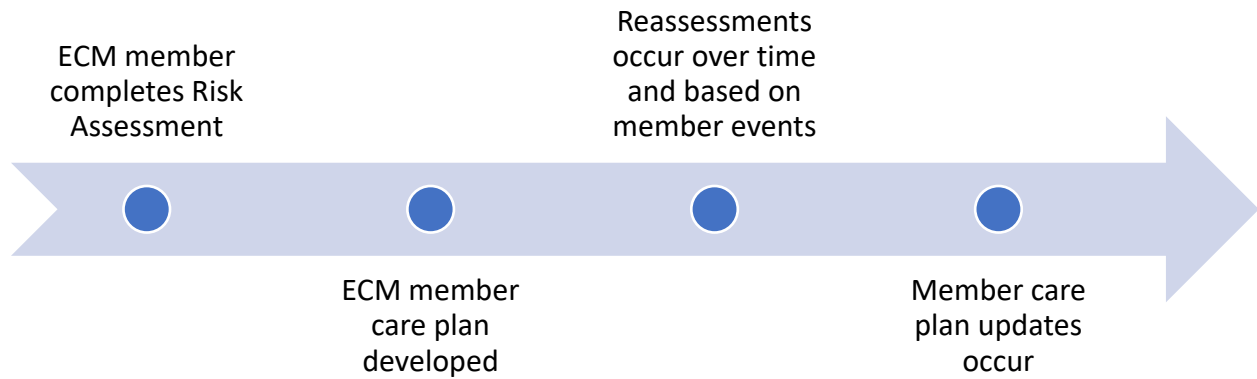 ECM member
completes Risk
Assessment
ECM member
care plan
developed
Reassessments
occur over time
and based on
member events
Member care
plan updates
occur